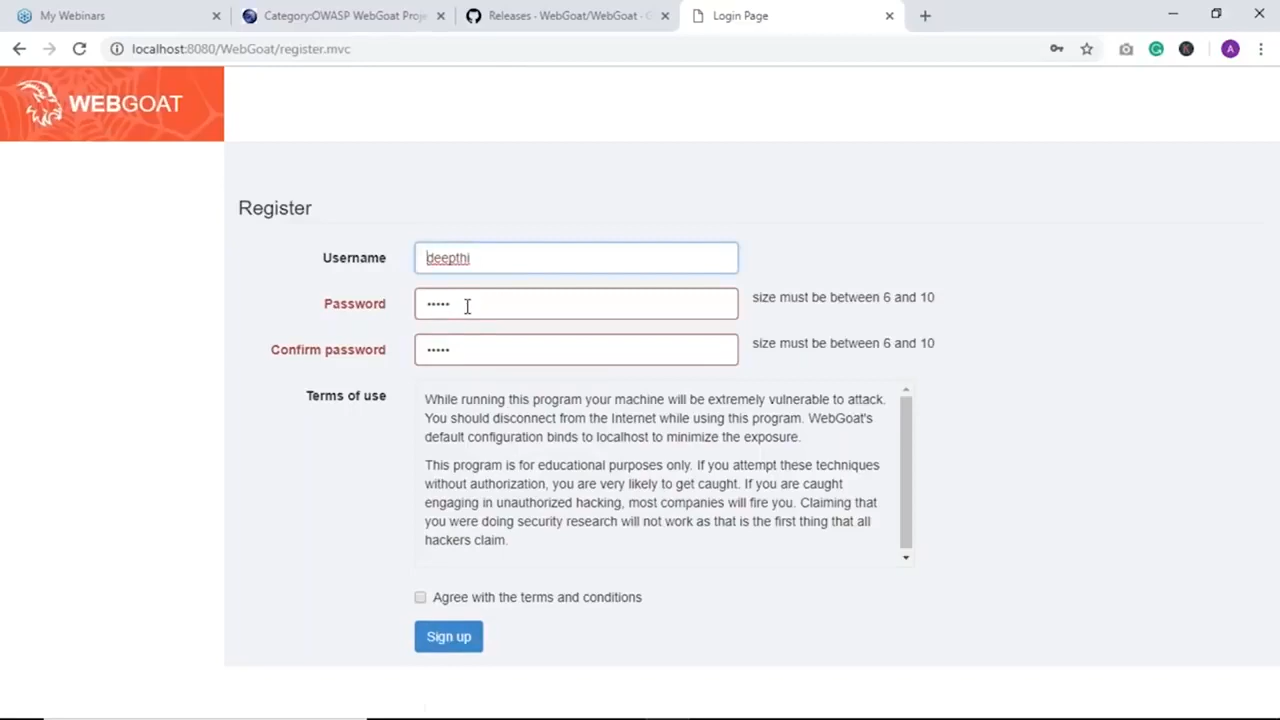 My Webinars
Category:OWASP WebGoat Proje
Releases · WebGoat/WebGoat · G
Login Page
localhost:8080/WebGoat/register.mvc
A
WEBGOAT
Register
Username
deepthi
Password
•••••
size must be between 6 and 10
Confirm password
•••••
size must be between 6 and 10
Terms of use
While running this program your machine will be extremely vulnerable to attack.
You should disconnect from the Internet while using this program. WebGoat's
default configuration binds to localhost to minimize the exposure.
This program is for educational purposes only. If you attempt these techniques
without authorization, you are very likely to get caught. If you are caught
engaging in unauthorized hacking, most companies will fire you. Claiming that
you were doing security research will not work as that is the first thing that all
hackers claim.
Agree with the terms and conditions
Sign up